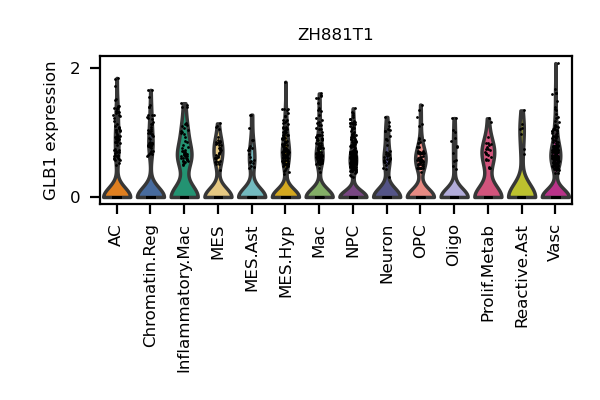 ZH881T1
GLB1 expression
2
0
AC
Chromatin.Reg
Inflammatory.Mac
MES
MES.Ast
MES.Hyp
Mac
NPC
Neuron
OPC
Oligo
Prolif.Metab
Reactive.Ast
Vasc